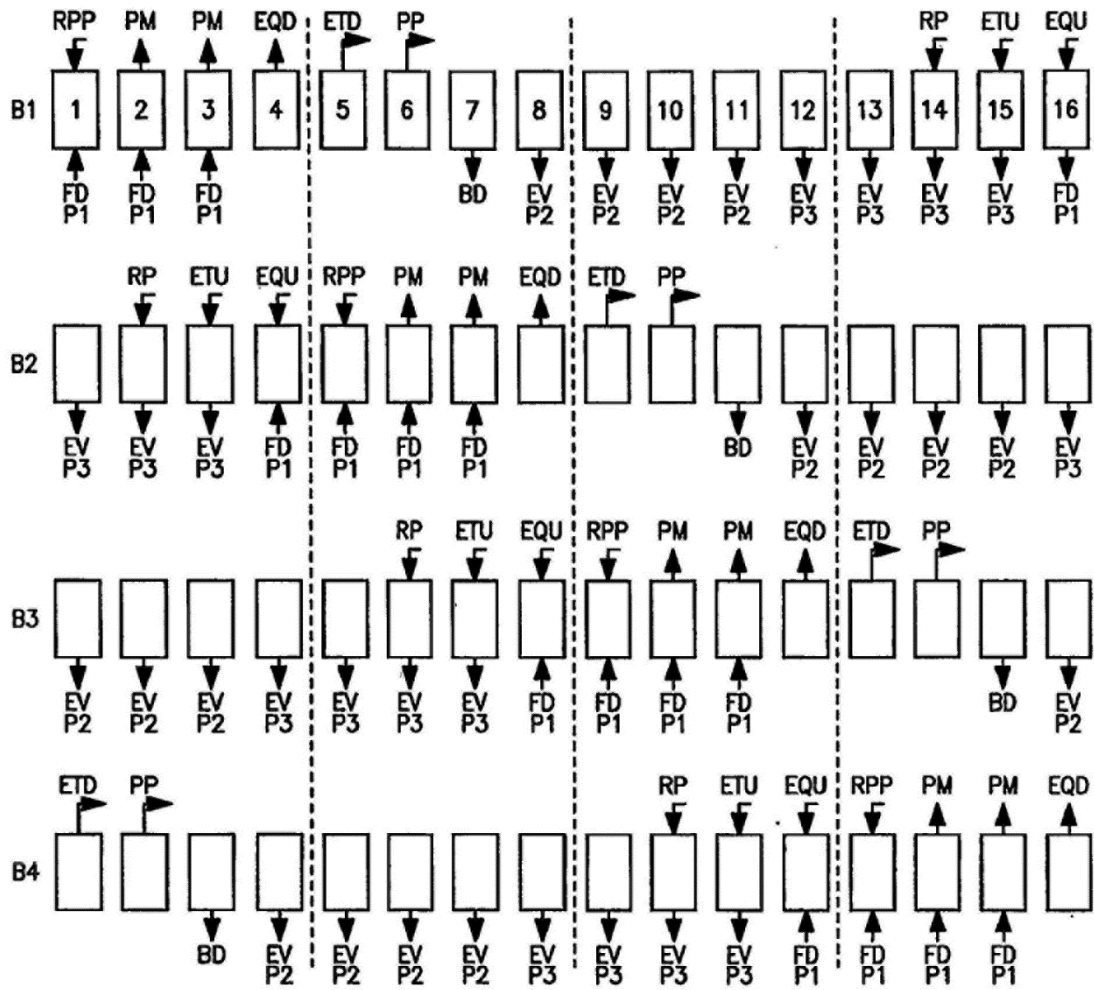 RPP PM PM EQD ETD PP RP ETU EQU
B1 1 2 3 4 5 6 7 8 9 10 11 12 13 14 15 16
FD FD FD BD EV EV EV EV EV EV EV EV FD
P1 P1 P1 P2 P2 P2 P2 P3 P3 P3 P3 P1
RP ETU EQU RPP PM PM EQD ETD PP
B2
EV EV EV FD FD FD FD BD EV EV EV EV EV
P3 P3 P3 P1 P1 P1 P1 P2 P2 P2 P2 P3
RP ETU EQU RPP PM PM EQD ETD PP
B3
EV EV EV EV EV EV EV FD FD FD FD BD EV
P2 P2 P2 P3 P3 P3 P3 P1 P1 P1 P1 P2
ETD PP RP ETU EQU RPP PM PM EQD
B4
BD EV EV EV EV EV EV EV EV FD FD FD FD
P2 P2 P2 P2 P3 P3 P3 P3 P1 P1 P1 P1